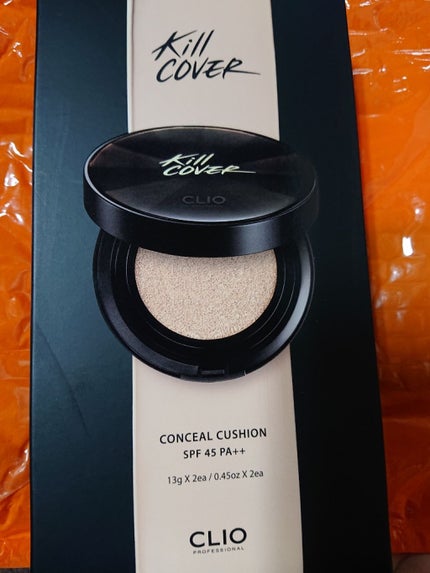 Kill
COVER
Kill
COVER
CLIO
CONCEAL CUSHION
SPF 45 PA++
13g X 2ea / 0.45oz X 2ea
CLIO
PROFESSIONAL